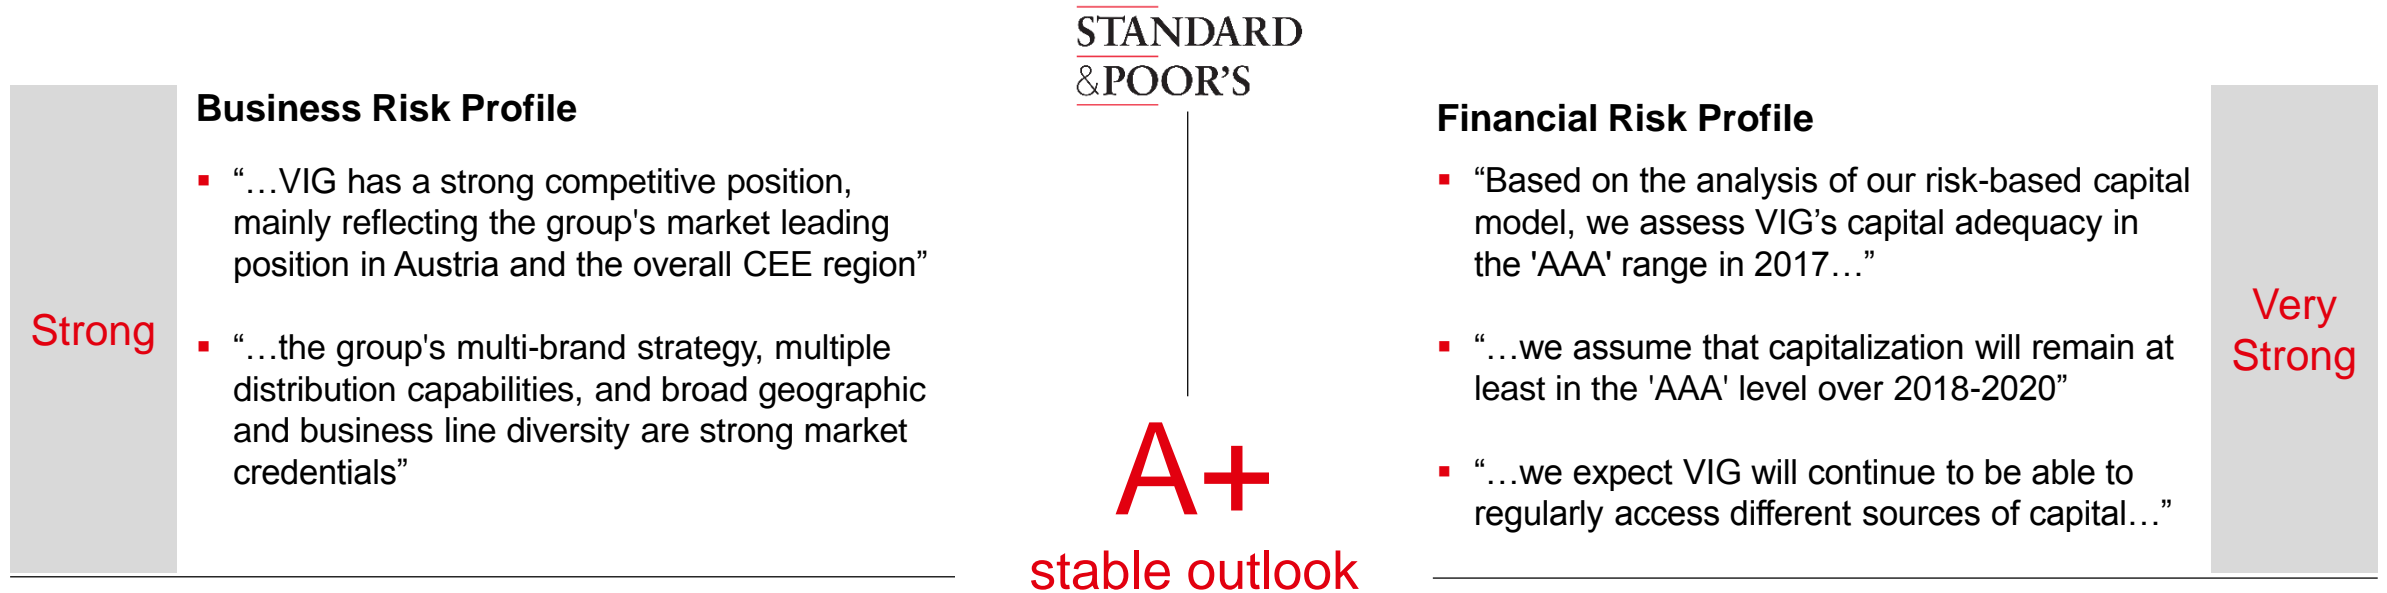 STANDARD
&POOR'S
Strong
Business Risk Profile
▪ “…VIG has a strong competitive position,
mainly reflecting the group's market leading
position in Austria and the overall CEE region”
▪ “…the group's multi-brand strategy, multiple
distribution capabilities, and broad geographic
and business line diversity are strong market
credentials”
A+
stable outlook
Financial Risk Profile
▪ “Based on the analysis of our risk-based capital
model, we assess VIG’s capital adequacy in
the 'AAA' range in 2017…”
▪ “…we assume that capitalization will remain at
least in the 'AAA' level over 2018-2020”
▪ “…we expect VIG will continue to be able to
regularly access different sources of capital…”
Very
Strong